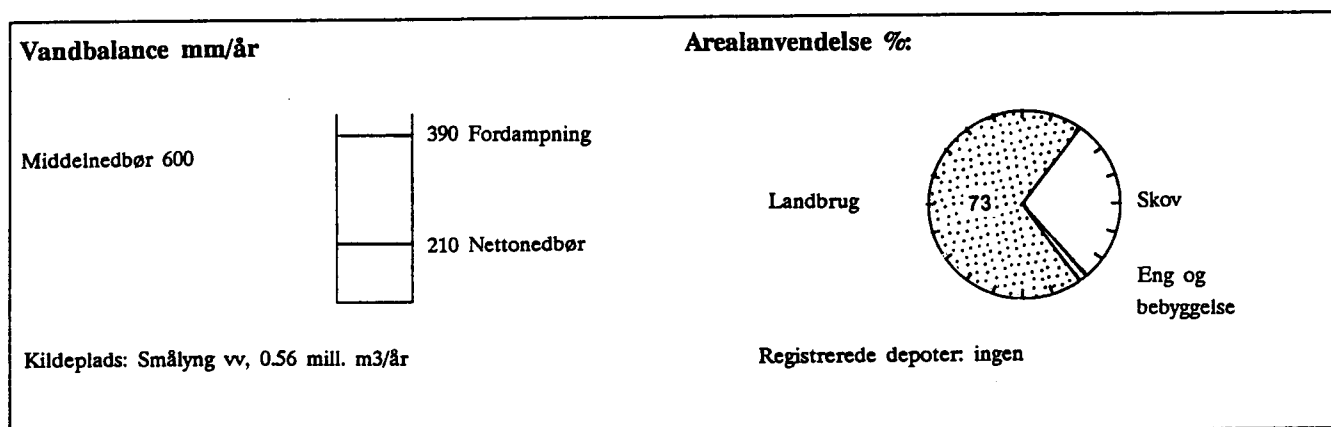 Vandbalance mm/år
Middelnedbør 600
390 Fordampning
210 Nettonedbør
Kildeplads: Smålyng vv, 0.56 mill. m3/år
Arealanvendelse %:
Landbrug
73
Skov
Eng og
bebyggelse
Registrerede depoter: ingen